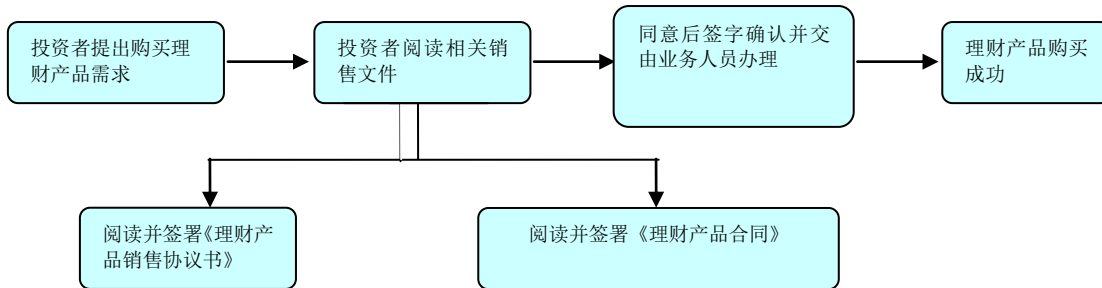 投资者提出购买理
财产品需求
投资者阅读相关销
售文件
同意后签字确认并交
由业务人员办理
理财产品购买
成功
阅读并签署《理财产
品销售协议书》
阅读并签署《理财产品合同》